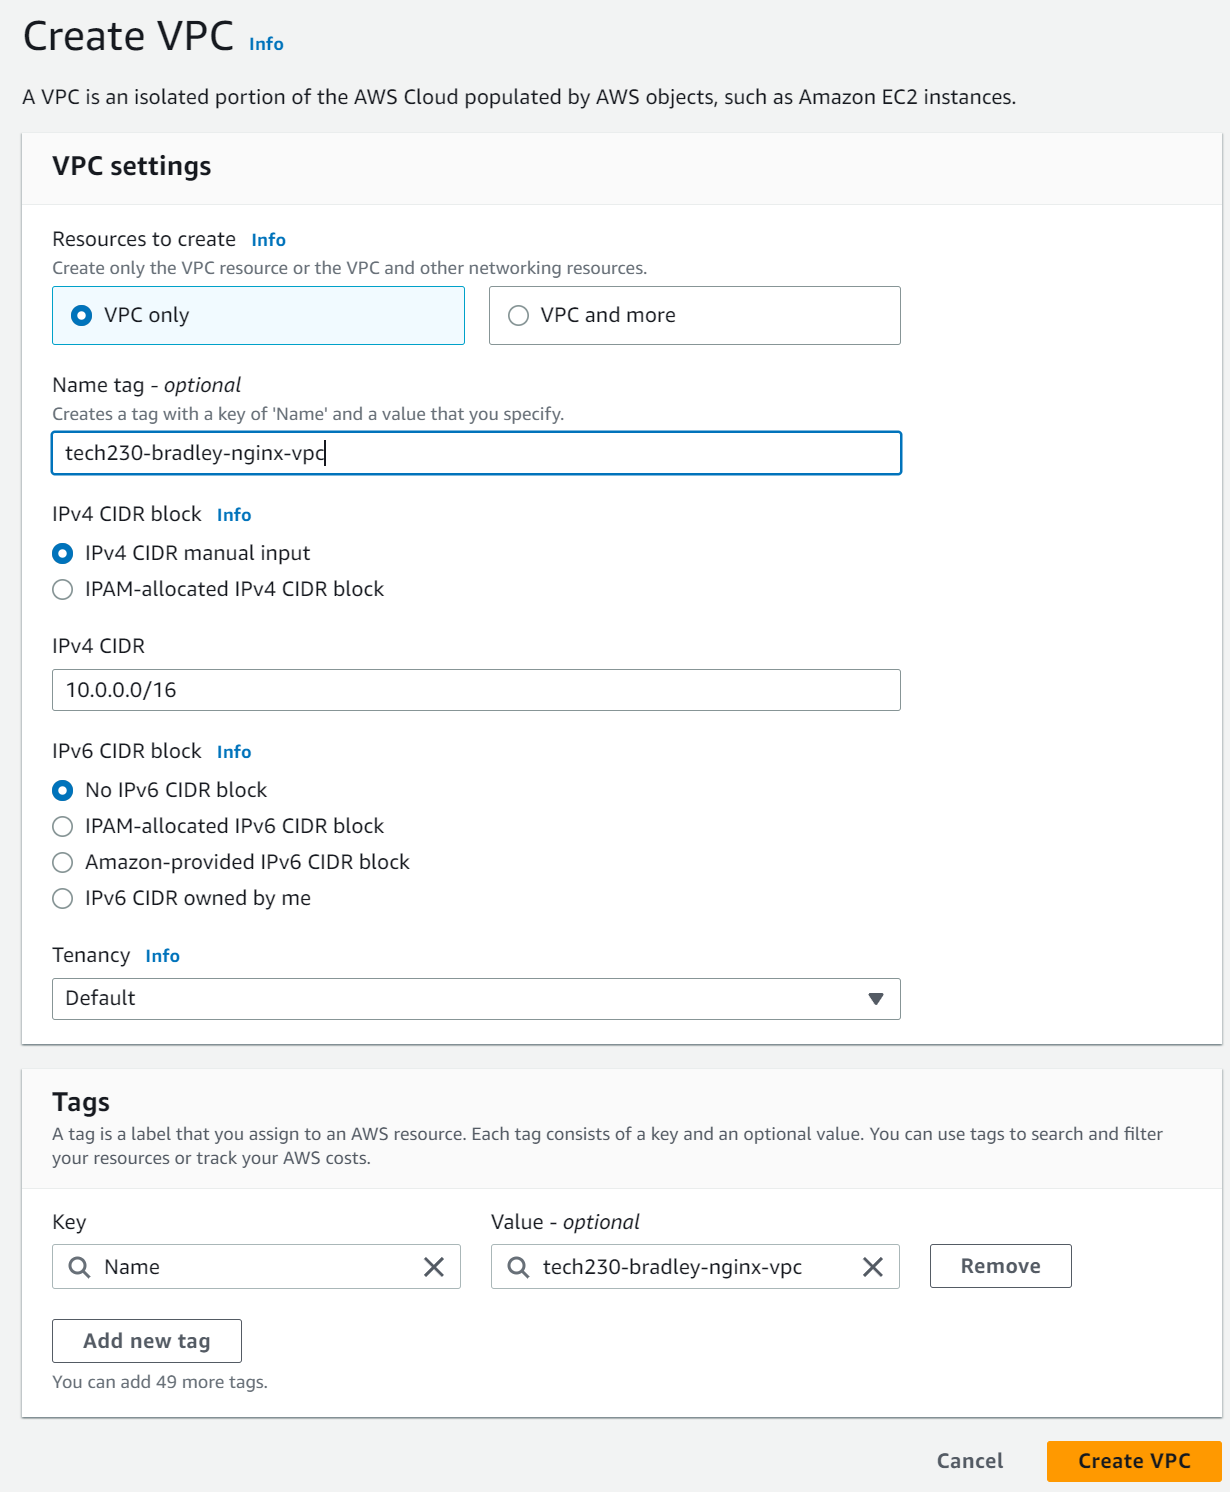 Create VPC Info
A VPC is an isolated portion of the AWS Cloud populated by AWS objects, such as Amazon EC2 instances.
VPC settings
Resources to create Info
Create only the VPC resource or the VPC and other networking resources.
VPC only
VPC and more
Name tag - optional
Creates a tag with a key of 'Name' and a value that you specify.
tech230-bradley-nginx-vpc
IPv4 CIDR block Info
IPv4 CIDR manual input
IPAM-allocated IPv4 CIDR block
IPv4 CIDR
10.0.0.0/16
IPv6 CIDR block Info
No IPv6 CIDR block
IPAM-allocated IPv6 CIDR block
Amazon-provided IPv6 CIDR block
IPv6 CIDR owned by me
Tenancy Info
Default
Tags
A tag is a label that you assign to an AWS resource. Each tag consists of a key and an optional value. You can use tags to search and filter
your resources or track your AWS costs.
Key
Value - optional
Name
tech230-bradley-nginx-vpc
Remove
Add new tag
You can add 49 more tags.
Cancel
Create VPC